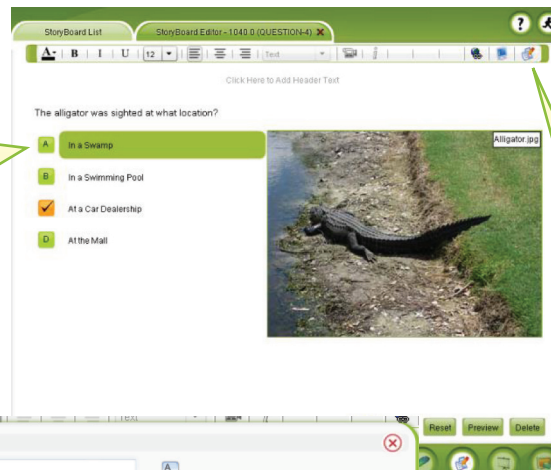 StoryBoard List StoryBoard Editor - 1040.0 (QUESTION-4)
?
A B I U 12 Text
Click Here to Add Header Text
The alligator was sighted at what location?
Alligator.jpg
A In a Swamp
B In a Swimming Pool
At a Car Dealership
D At the Mall
Reset Preview Delete
A